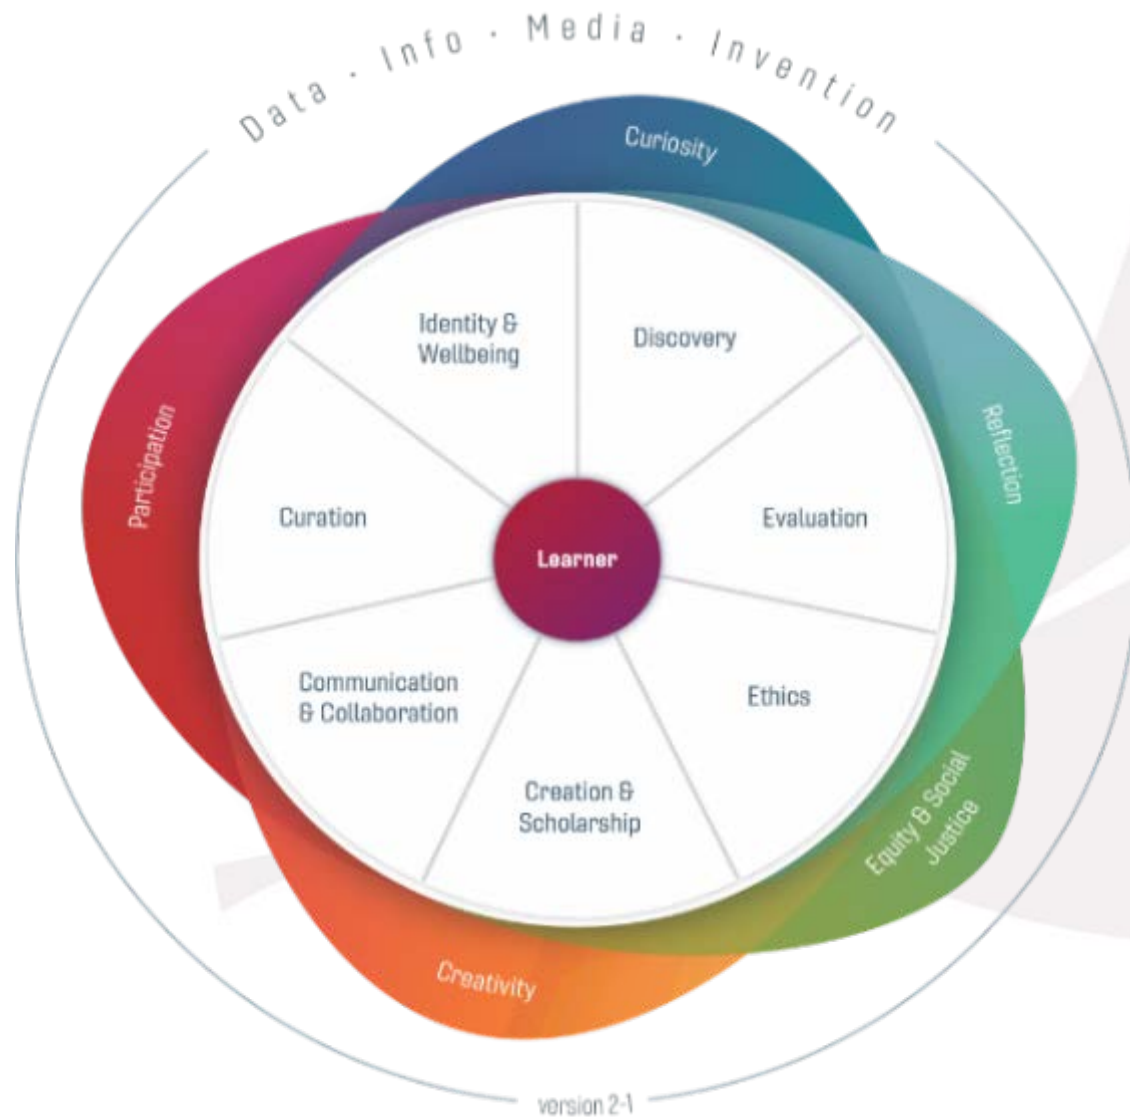 Data · Info · Media · Invention
Curiosity
Identity &
Wellbeing
Discovery
Participation
Reflection
Curation
Evaluation
Learner
Communication
& Collaboration
Ethics
Creation &
Scholarship
Equity & Social
Justice
Creativity
version 2-1